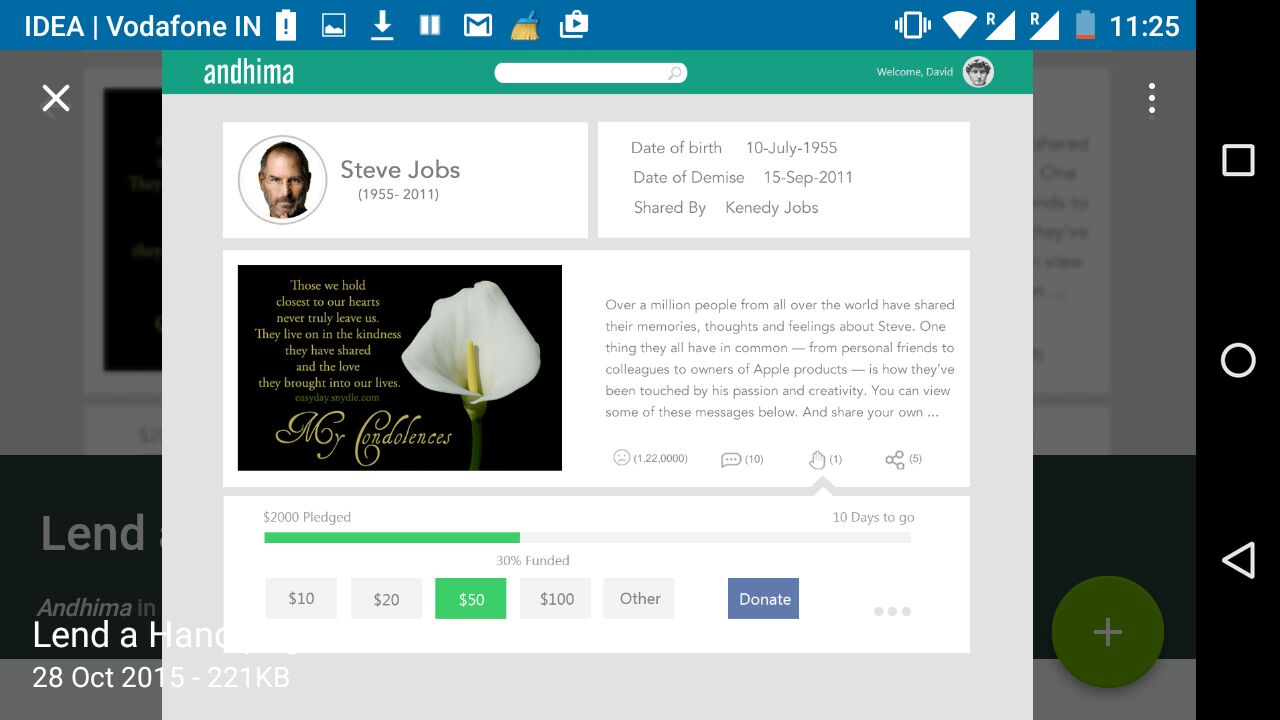 IDEA | Vodafone IN
R
R
11:25
andhima
Welcome, David
Steve Jobs
(1955- 2011)
Date of birth 10-July-1955
Date of Demise 15-Sep-2011
Shared By Kenedy Jobs
Those we hold
closest to our hearts
never truly leave us.
They live on in the kindness
they have shared
and the love
they brought into our lives.
easyday.snydle.com
My Condolences
Over a million people from all over the world have shared
their memories, thoughts and feelings about Steve. One
thing they all have in common — from personal friends to
colleagues to owners of Apple products — is how they've
been touched by his passion and creativity. You can view
some of these messages below. And share your own ...
(1,22,0000) (10) (1) (5)
$2000 Pledged 10 Days to go
30% Funded
$10 $20 $50 $100 Other Donate
Lend
Andhima in
Lend a Hand
28 Oct 2015 - 221KB
shared
One
ends to
they've
view